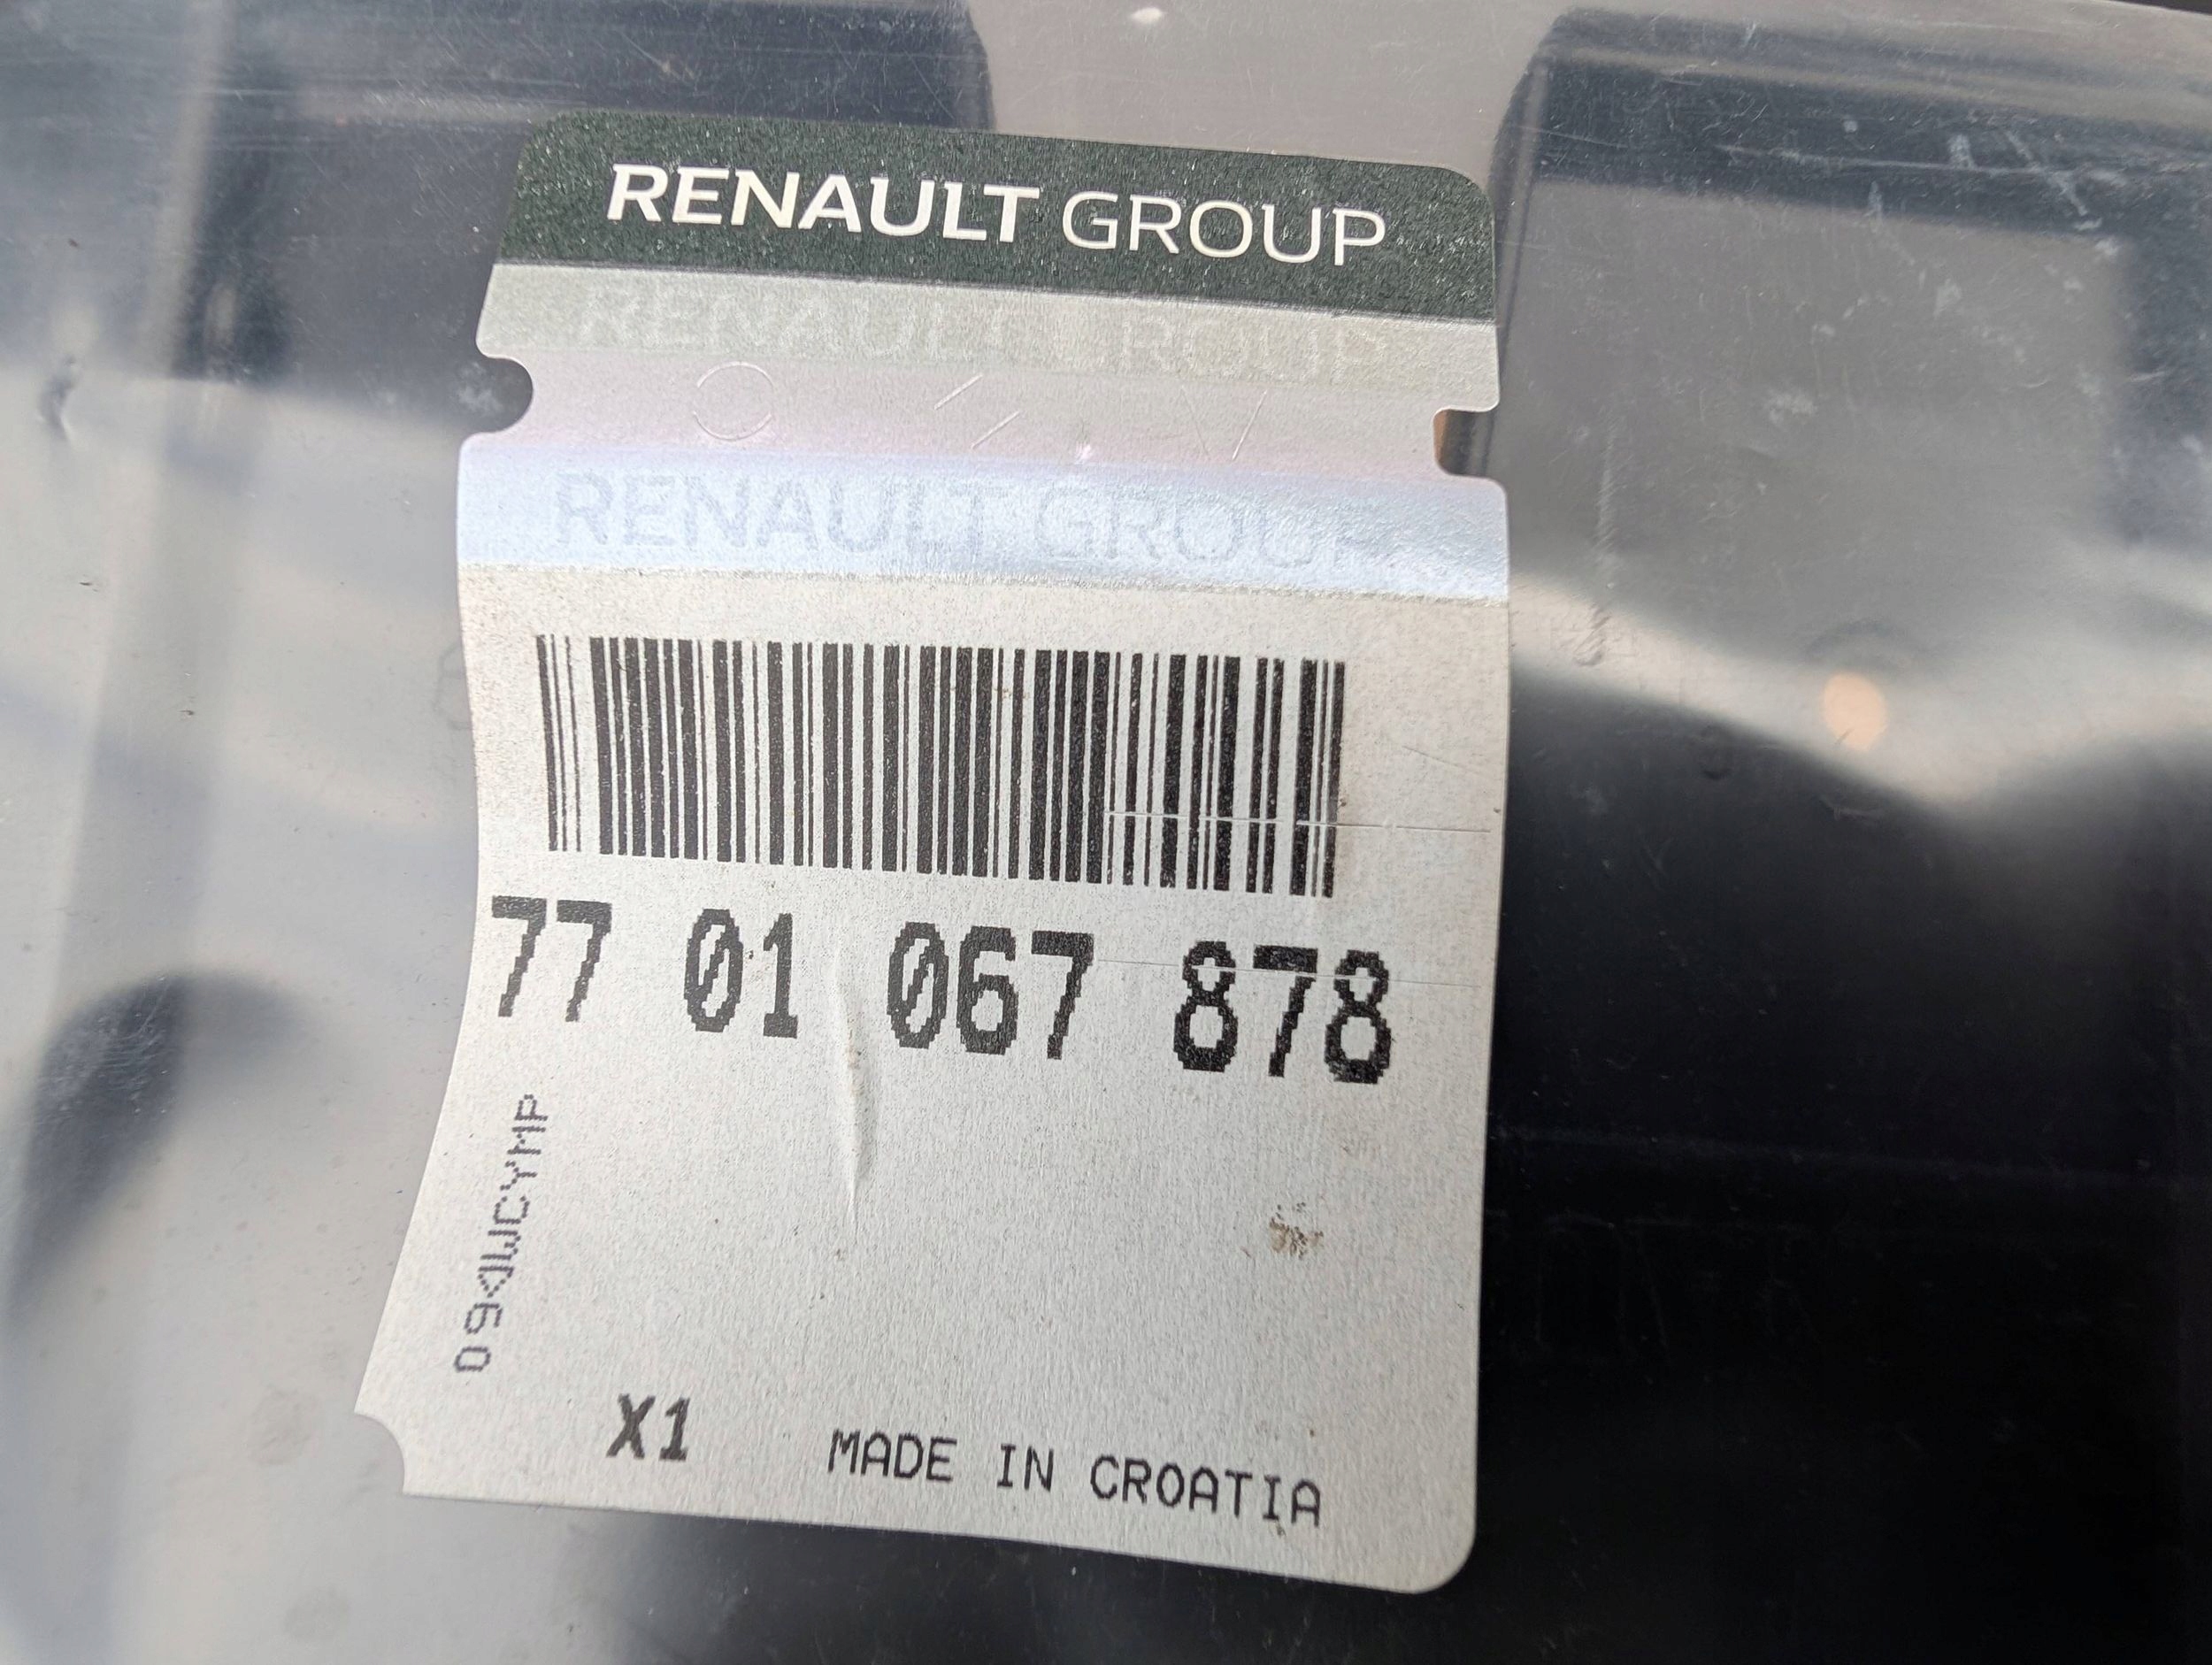 RENAULT GROUP
RENAULT GROUP
RENAULT GROUP
77 01 067 878
X1
MADE IN CROATIA